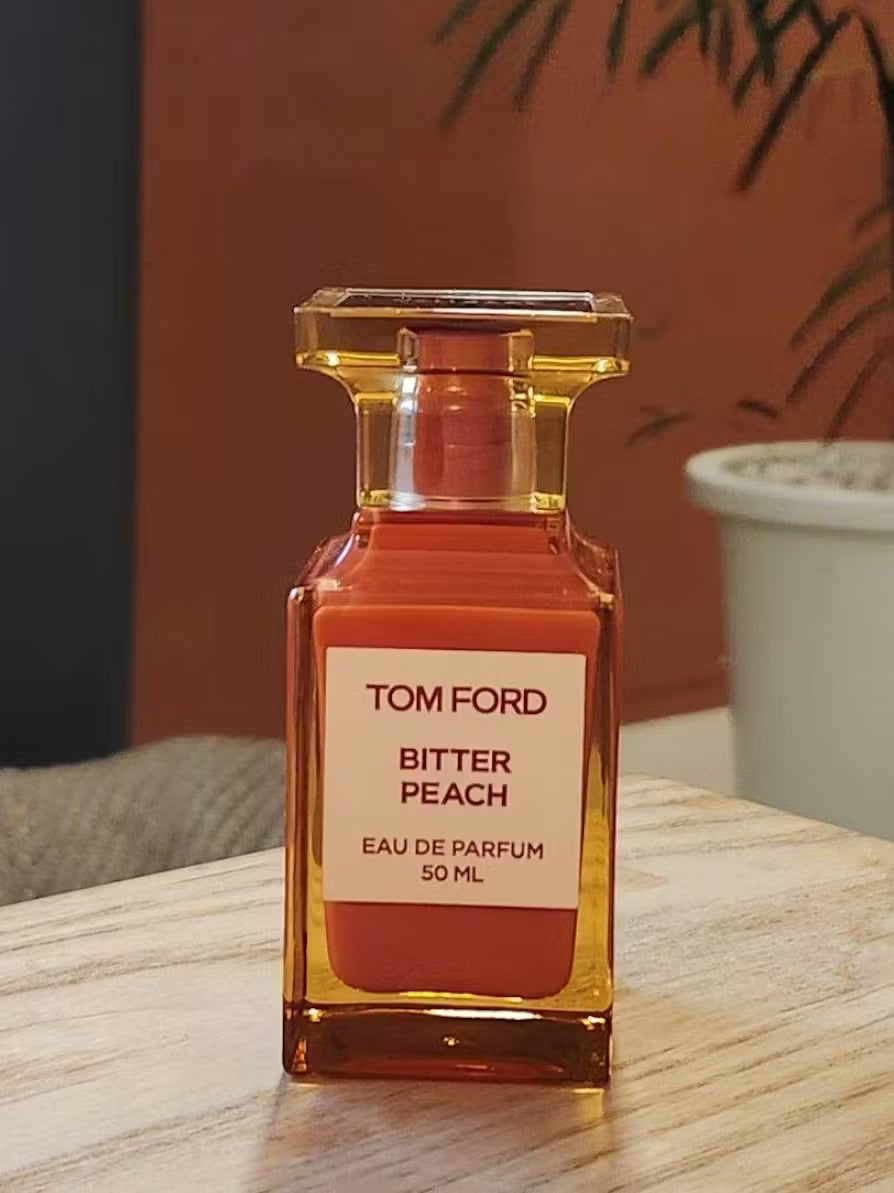 TOM FORD
BITTER
PEACH
EAU DE PARFUM
50 ML